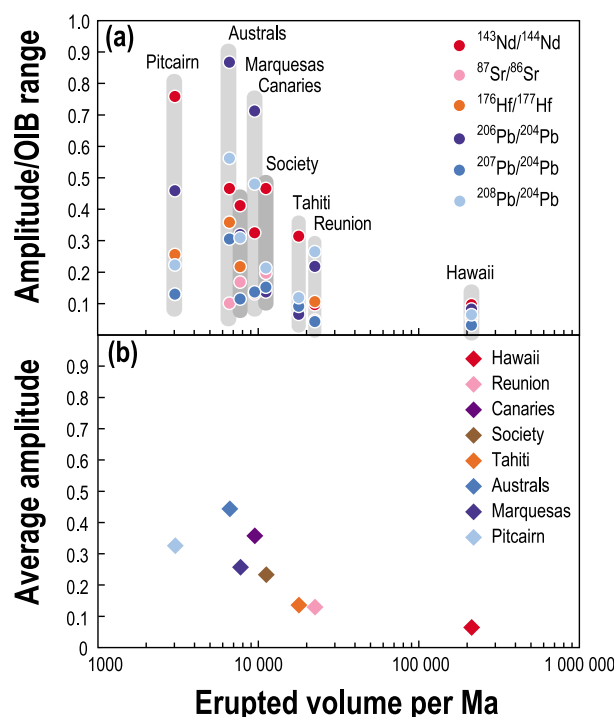 Amplitude/OIB range
1.0
0.9
0.8
0.7
0.6
0.5
0.4
0.3
0.2
0.1
(a)
Pitcairn
Australs
Marquesas
Canaries
Society
Tahiti
Reunion
Hawaii
¹⁴³Nd/¹⁴⁴Nd
⁸⁷Sr/⁸⁶Sr
¹⁷⁶Hf/¹⁷⁷Hf
²⁰⁶Pb/²⁰⁴Pb
²⁰⁷Pb/²⁰⁴Pb
²⁰⁸Pb/²⁰⁴Pb
Average amplitude
0.9
0.8
0.7
0.6
0.5
0.4
0.3
0.2
0.1
0
(b)
Hawaii
Reunion
Canaries
Society
Tahiti
Australs
Marquesas
Pitcairn
1000 10 000 100 000 1 000 000
Erupted volume per Ma